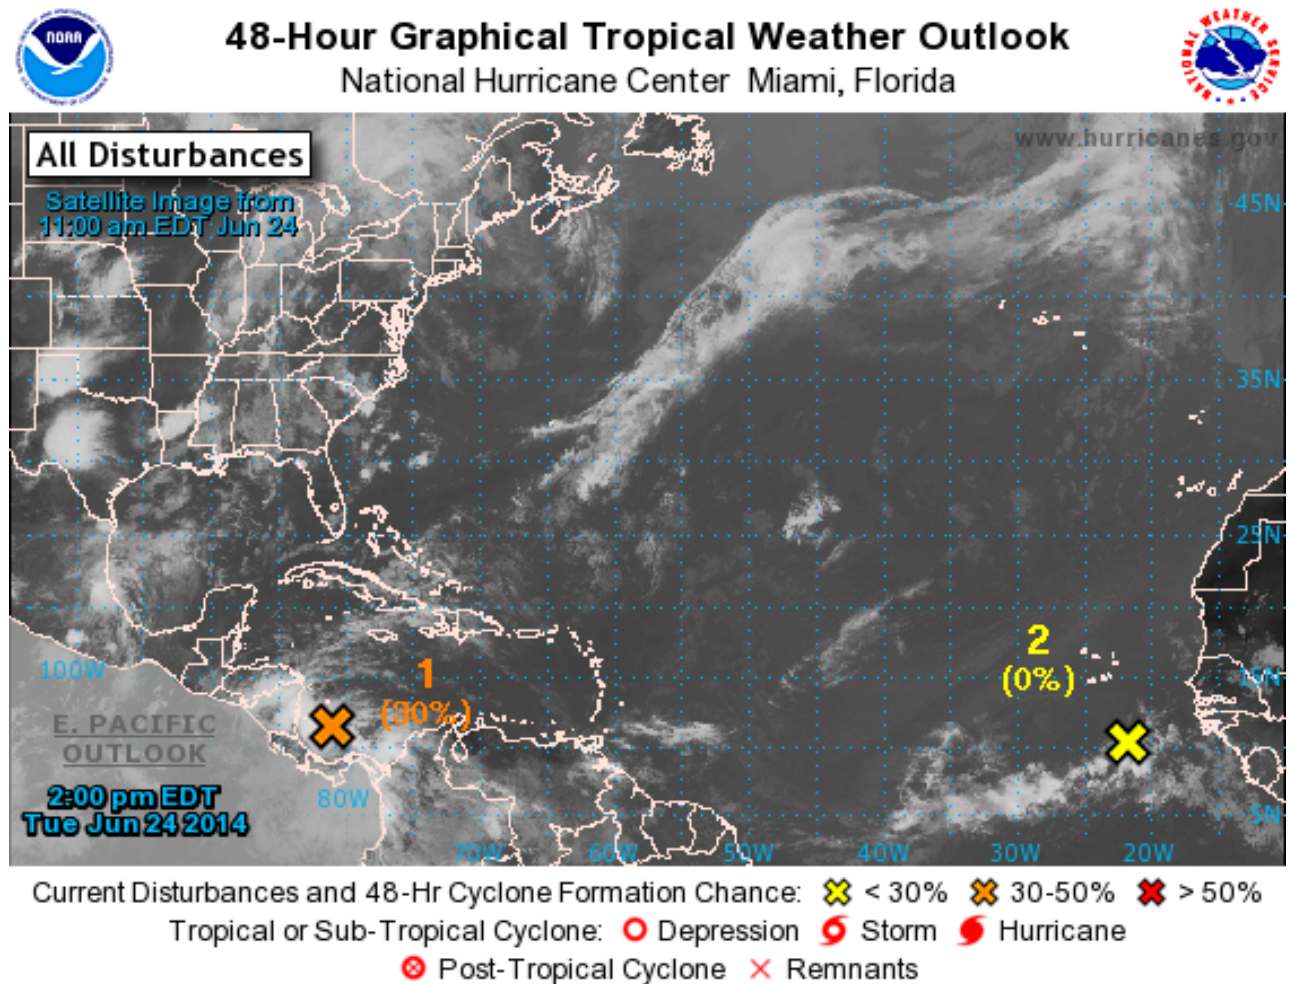 NOAA
48-Hour Graphical Tropical Weather Outlook
National Hurricane Center  Miami, Florida
NATIONAL WEATHER SERVICE
All Disturbances
www.hurricanes.gov
Satellite Image from
11:00 am EDT Jun 24
45N
35N
25N
15N
5N
1
(30%)
2
(0%)
100W
E. PACIFIC
OUTLOOK
2:00 pm EDT
Tue Jun 24 2014
80W
70W
60W
50W
40W
30W
20W
Current Disturbances and 48-Hr Cyclone Formation Chance: < 30% 30-50% > 50%
Tropical or Sub-Tropical Cyclone: Depression Storm Hurricane
Post-Tropical Cyclone Remnants